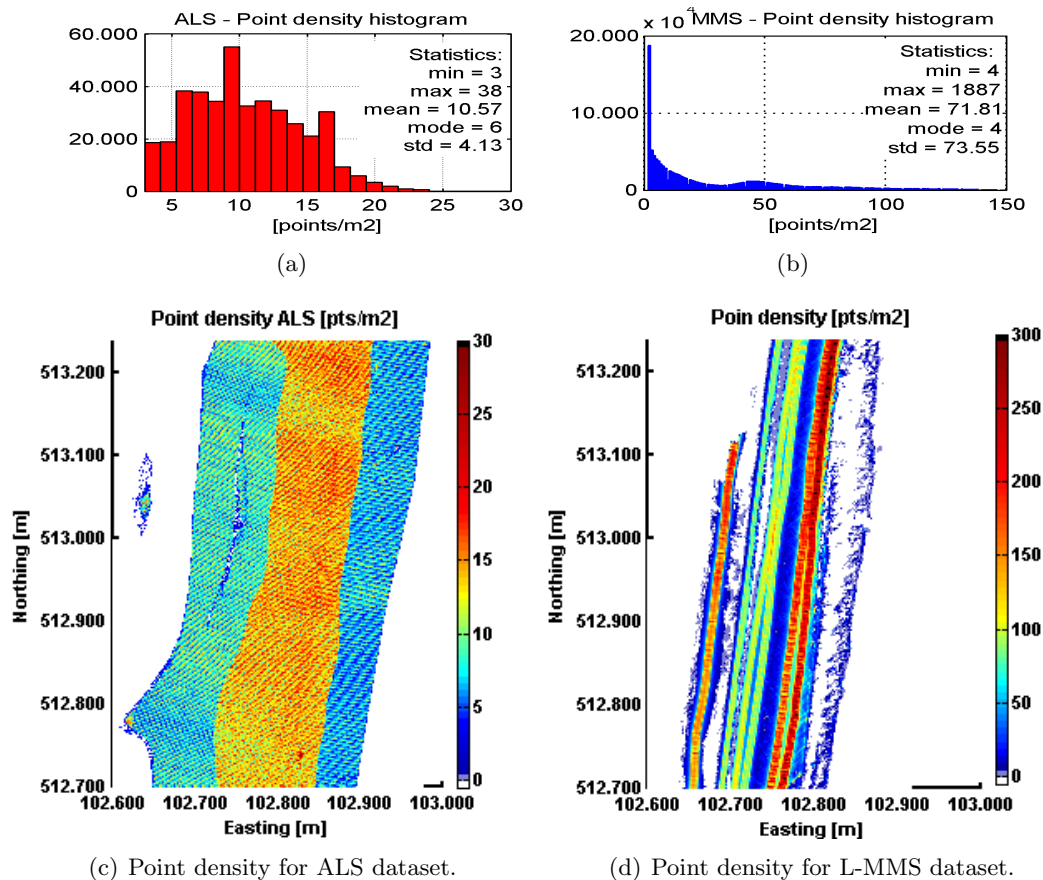 ALS - Point density histogram
60.000
40.000
20.000
0
5
10
15
20
25
30
[points/m2]
Statistics:
min = 3
max = 38
mean = 10.57
mode = 6
std = 4.13
(a)
x 10^4
MMS - Point density histogram
20.000
10.000
0
0
50
100
150
[points/m2]
Statistics:
min = 4
max = 1887
mean = 71.81
mode = 4
std = 73.55
(b)
Point density ALS [pts/m2]
513.200
513.100
513.000
512.900
512.800
512.700
Northing [m]
102.600
102.700
102.800
102.900
103.000
Easting [m]
30
25
20
15
10
5
0
(c) Point density for ALS dataset.
Poin density [pts/m2]
513.200
513.100
513.000
512.900
512.800
512.700
Northing [m]
102.600
102.700
102.800
102.900
103.000
Easting [m]
300
250
200
150
100
50
0
(d) Point density for L-MMS dataset.